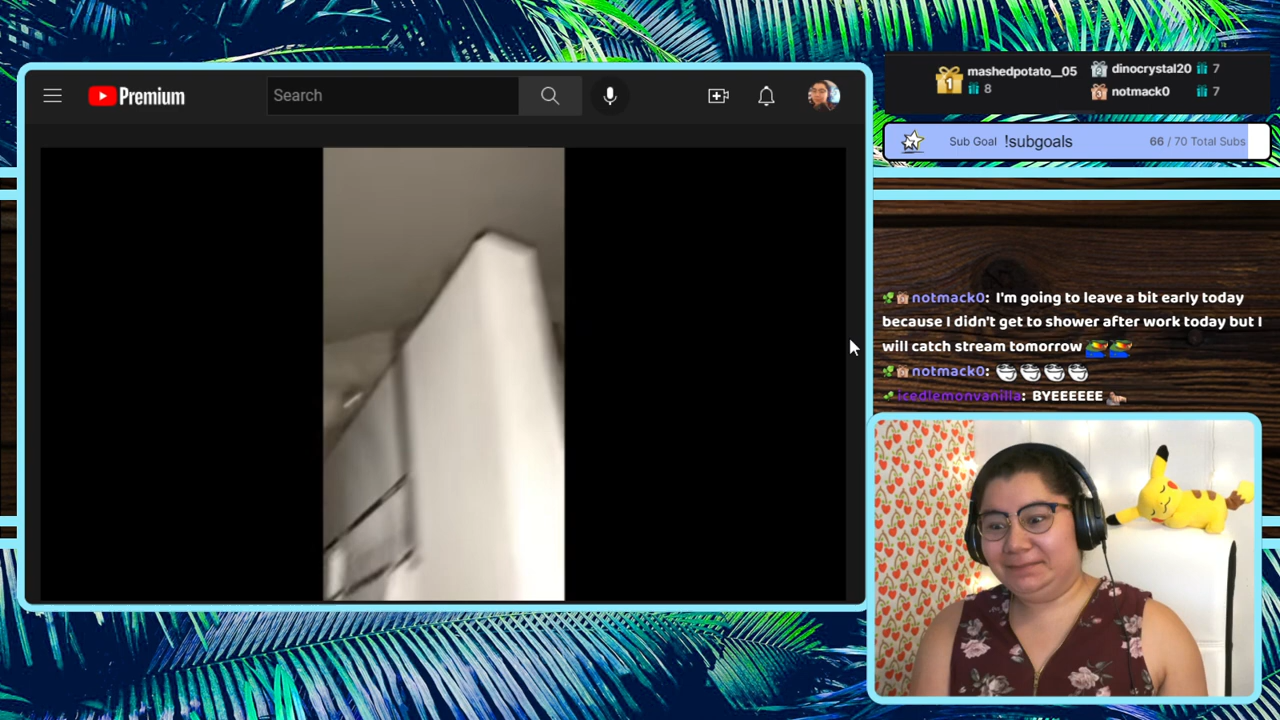 Premium
Search
mashedpotato__05
8
dinocrystal20 7
notmack0 7
Sub Goal !subgoals 66 / 70 Total Subs
notmack0: I'm going to leave a bit early today
because I didn't get to shower after work today but I
will catch stream tomorrow
notmack0:
icedlemonvanilla: BYEEEEEE